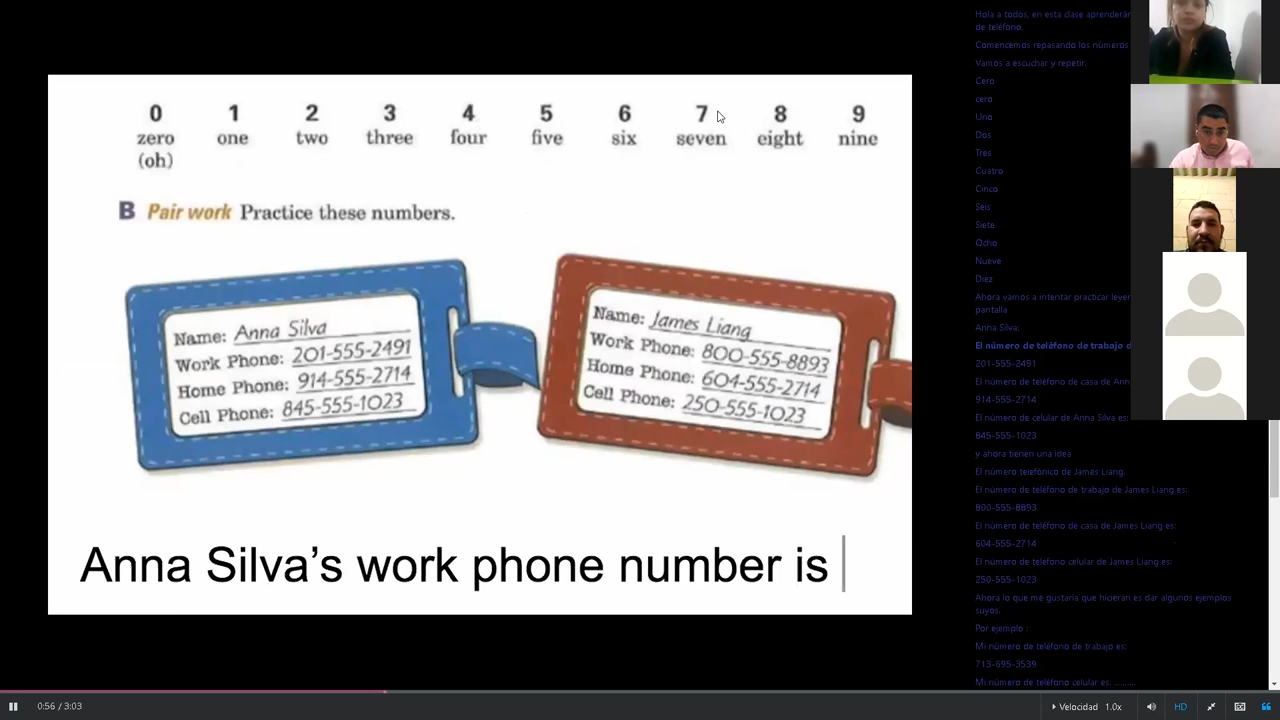 0 1 2 3 4 5 6 7 8 9
zero one two three four five six seven eight nine
(oh)
B Pair work Practice these numbers.
Name: Anna Silva
Work Phone: 201-555-2491
Home Phone: 914-555-2714
Cell Phone: 845-555-1023
Name: James Liang
Work Phone: 800-555-8893
Home Phone: 604-555-2714
Cell Phone: 250-555-1023
Anna Silva's work phone number is
Hola a todos, en esta clase aprenderán
de teléfono.
Comencemos repasando los números
Vamos a escuchar y repetir.
Cero
cero
Uno
Dos
Tres
Cuatro
Cinco
Seis
Siete
Ocho
Nueve
Diez
Ahora vamos a intentar practicar
pantalla
Anna Silva:
El número de teléfono de trabajo d
201-555-2491
El número de teléfono de casa de Ann
914-555-2714
El número de celular de Anna Silva es:
845-555-1023
y ahora tienen una idea
El número telefónico de James Liang.
El número de teléfono de trabajo de James Liang es:
800-555-8893
El número de teléfono de casa de James Liang es:
604-555-2714
El número de teléfono celular de James Liang es:
250-555-1023
Ahora lo que me gustaría que hicieran es dar algunos ejemplos
suyos.
Por ejemplo :
Mi número de teléfono de trabajo es:
713-695-3539
Mi número de teléfono celular es: ..........
0:56 / 3:03
Velocidad 1.0x
HD